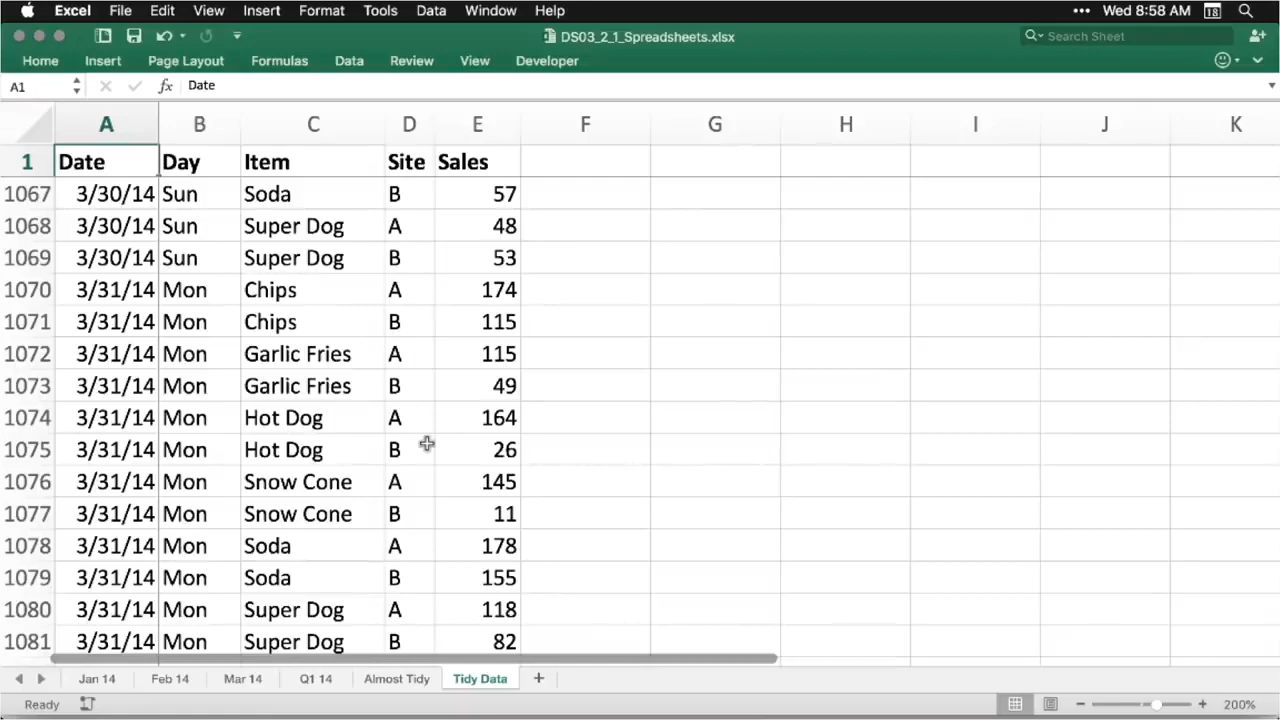 Excel File Edit View Insert Format Tools Data Window Help ••• Wed 8:58 AM 18
DS03_2_1_Spreadsheets.xlsx Search Sheet
Home Insert Page Layout Formulas Data Review View Developer
A1 fx Date
A B C D E F G H I J K
1 Date Day Item Site Sales
1067 3/30/14 Sun Soda B 57
1068 3/30/14 Sun Super Dog A 48
1069 3/30/14 Sun Super Dog B 53
1070 3/31/14 Mon Chips A 174
1071 3/31/14 Mon Chips B 115
1072 3/31/14 Mon Garlic Fries A 115
1073 3/31/14 Mon Garlic Fries B 49
1074 3/31/14 Mon Hot Dog A 164
1075 3/31/14 Mon Hot Dog B 26
1076 3/31/14 Mon Snow Cone A 145
1077 3/31/14 Mon Snow Cone B 11
1078 3/31/14 Mon Soda A 178
1079 3/31/14 Mon Soda B 155
1080 3/31/14 Mon Super Dog A 118
1081 3/31/14 Mon Super Dog B 82
Jan 14 Feb 14 Mar 14 Q1 14 Almost Tidy Tidy Data +
Ready − + 200%